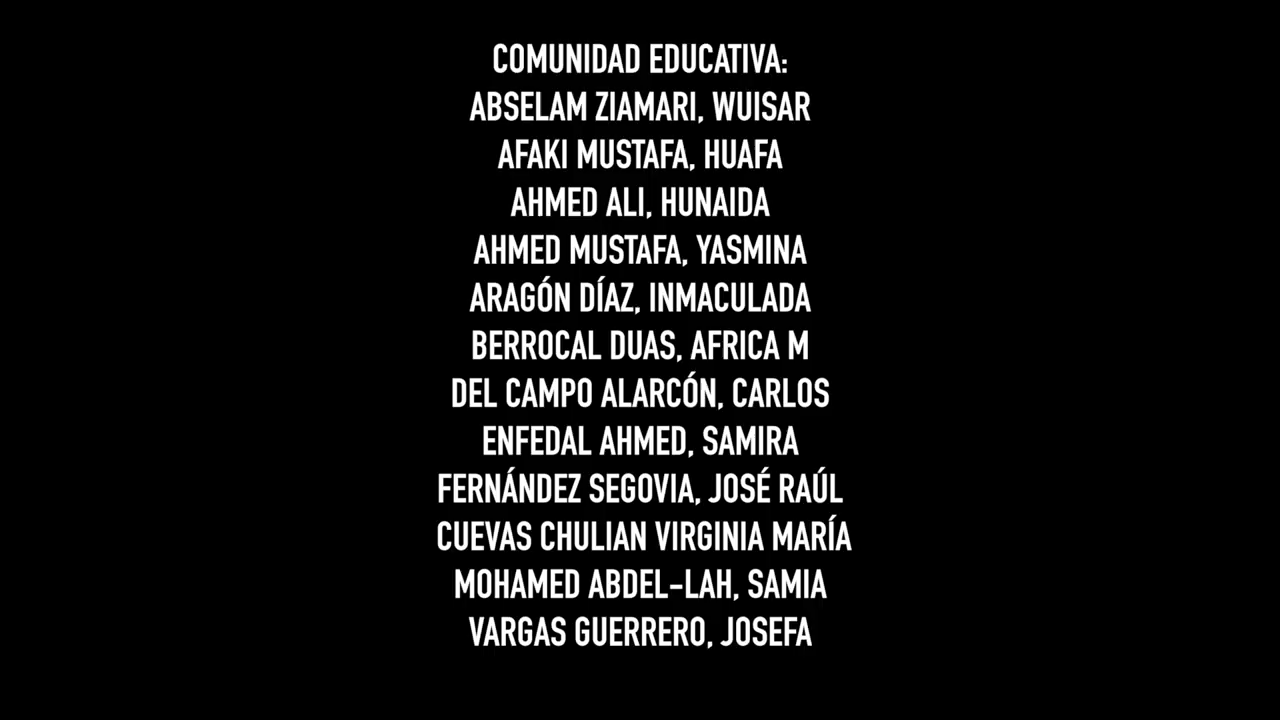 COMUNIDAD EDUCATIVA:
ABSELAM ZIAMARI, WUISAR
AFAKI MUSTAFA, HUAFA
AHMED ALI, HUNAIDA
AHMED MUSTAFA, YASMINA
ARAGÓN DÍAZ, INMACULADA
BERROCAL DUAS, AFRICA M
DEL CAMPO ALARCÓN, CARLOS
ENFEDAL AHMED, SAMIRA
FERNÁNDEZ SEGOVIA, JOSÉ RAÚL
CUEVAS CHULIAN VIRGINIA MARÍA
MOHAMED ABDEL-LAH, SAMIA
VARGAS GUERRERO, JOSEFA